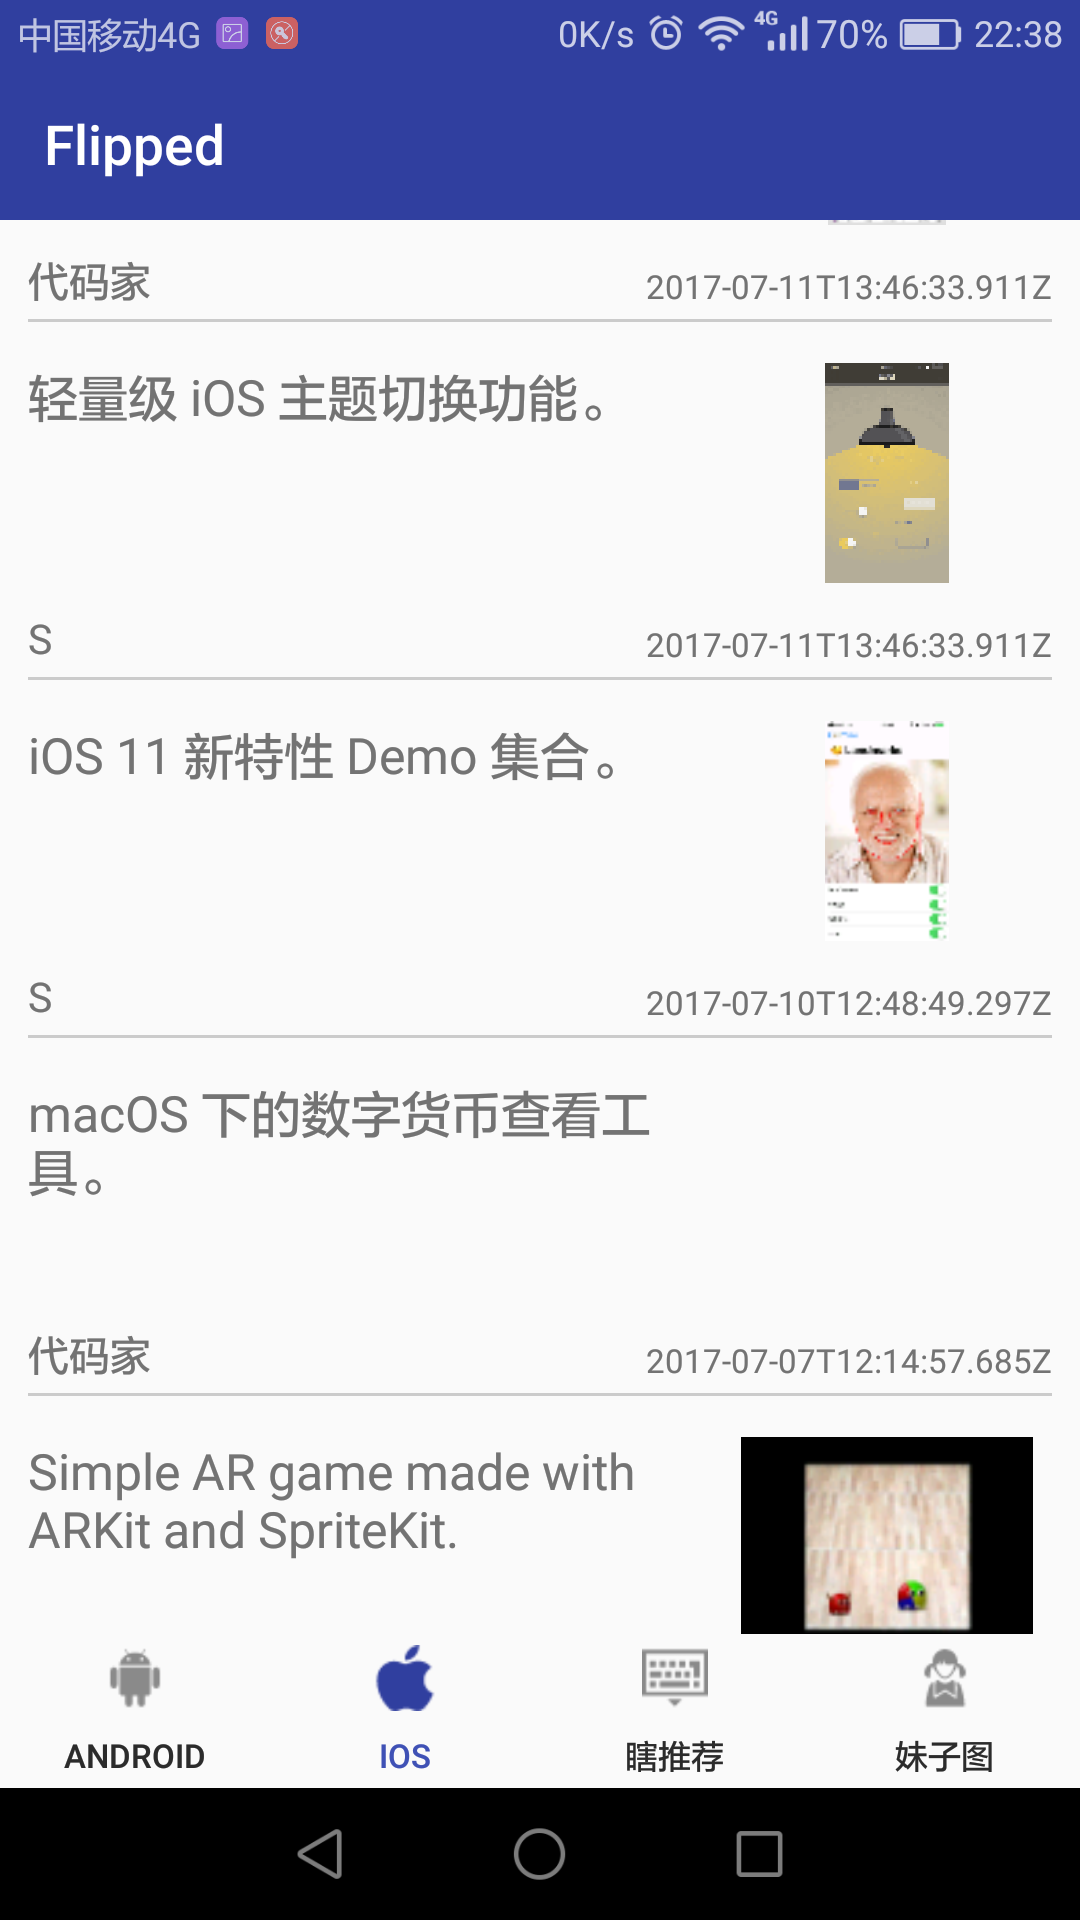 中国移动4G 0K/s 4G 70% 22:38
Flipped
代码家 2017-07-11T13:46:33.911Z
轻量级 iOS 主题切换功能。
S 2017-07-11T13:46:33.911Z
iOS 11 新特性 Demo 集合。
S 2017-07-10T12:48:49.297Z
macOS 下的数字货币查看工
具。
代码家 2017-07-07T12:14:57.685Z
Simple AR game made with
ARKit and SpriteKit.
ANDROID IOS 瞎推荐 妹子图